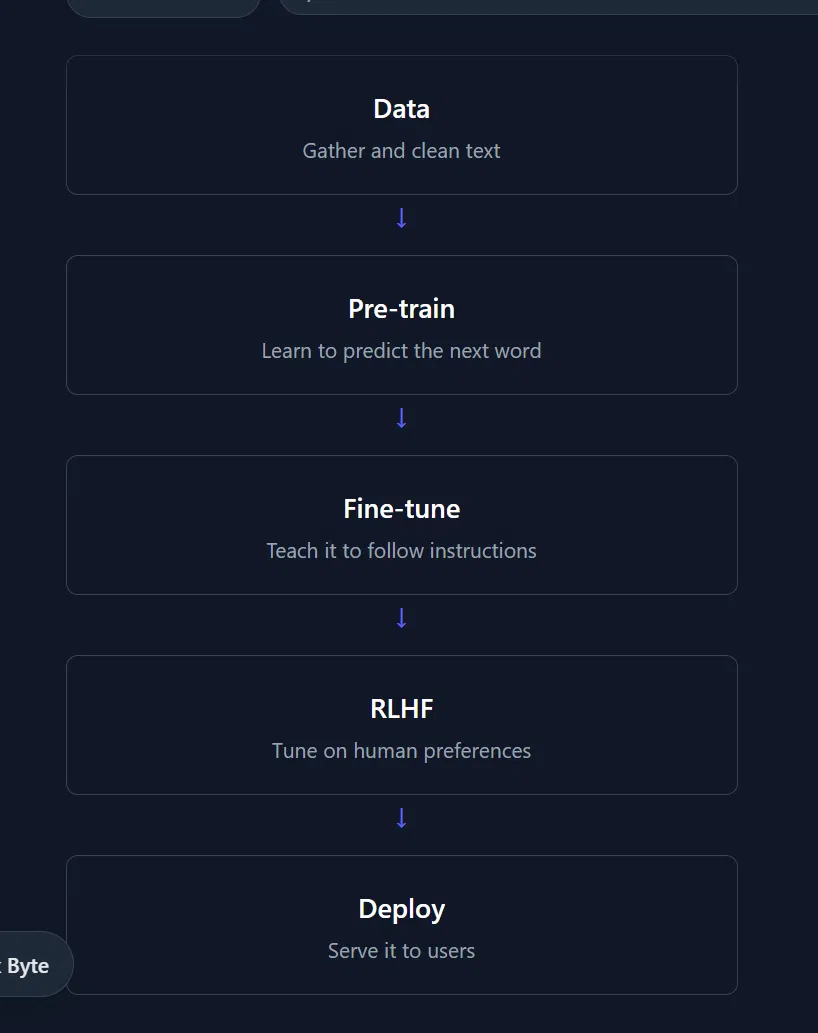 Data
Gather and clean text
↓
Pre-train
Learn to predict the next word
↓
Fine-tune
Teach it to follow instructions
↓
RLHF
Tune on human preferences
↓
Deploy
Serve it to users
Byte